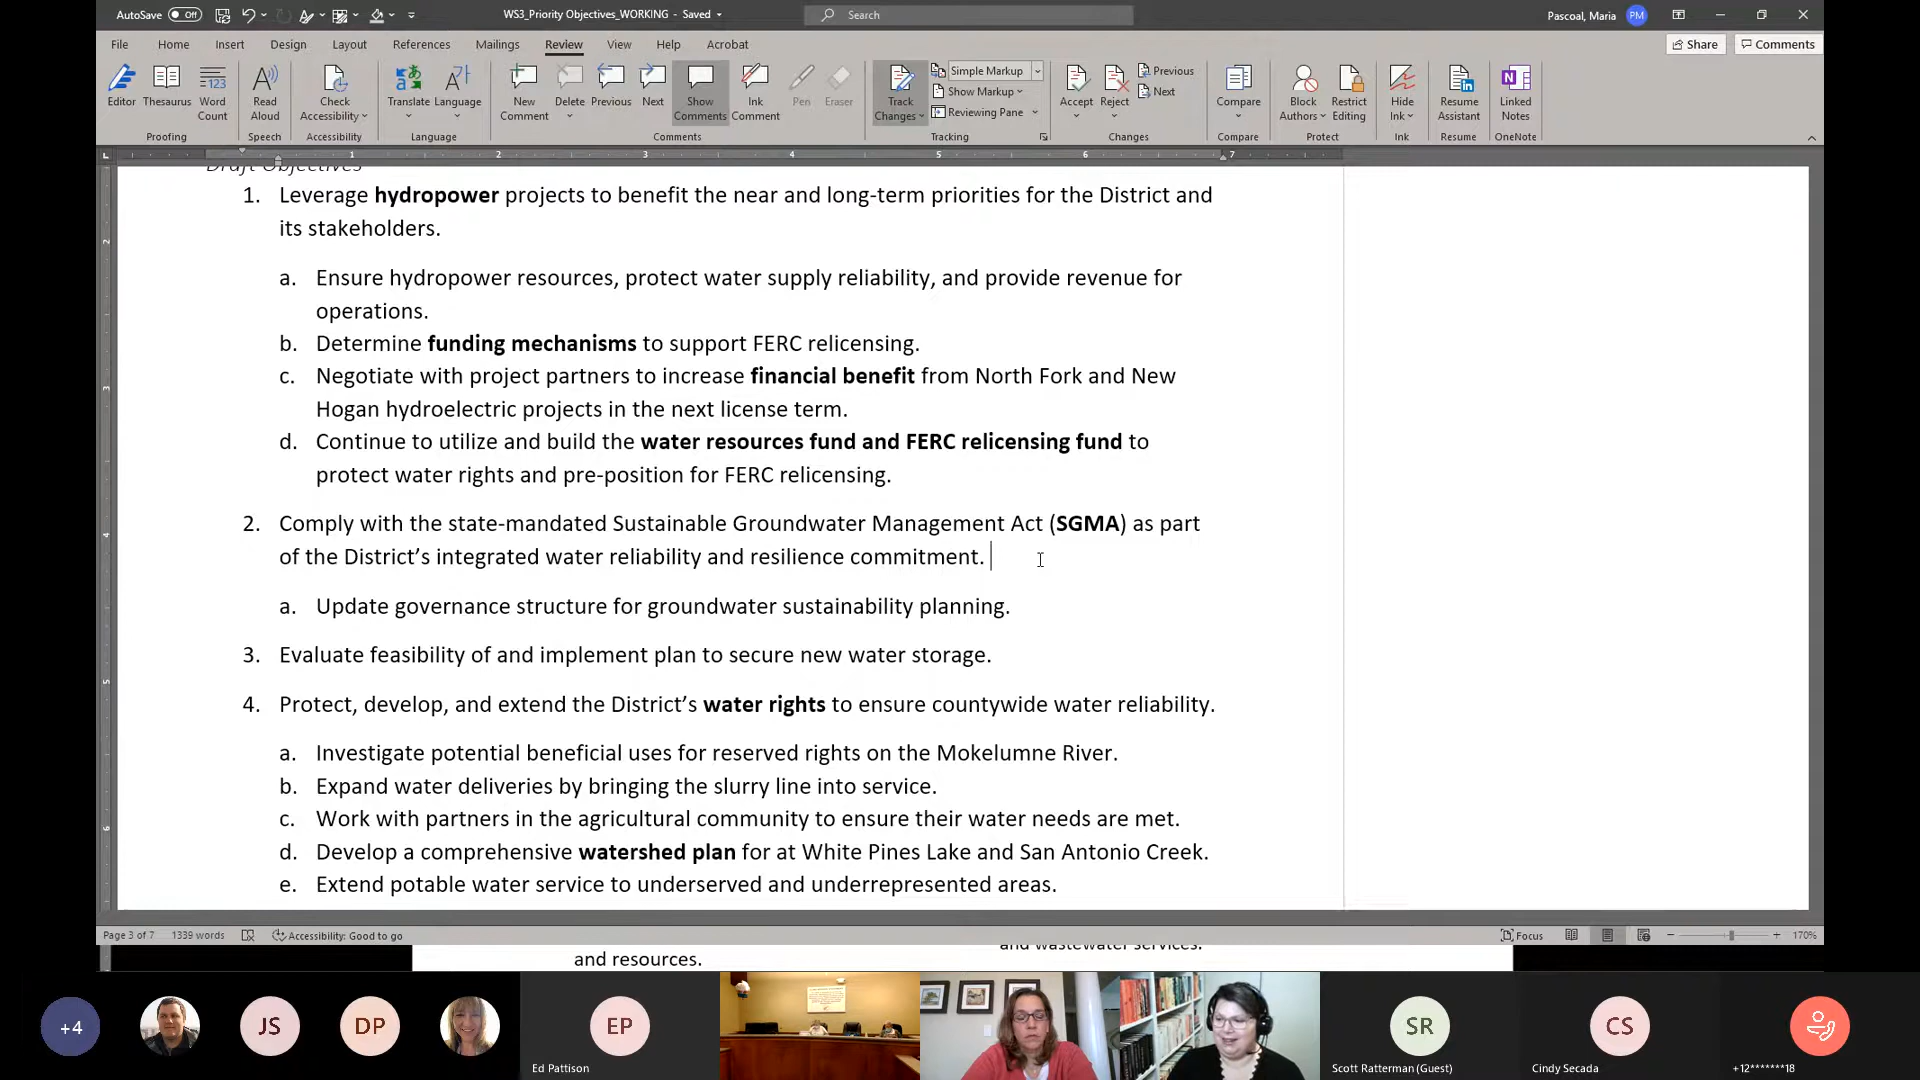 AutoSave Off WS3_Priority Objectives_WORKING - Saved Search Pascoal, Maria PM
File Home Insert Design Layout References Mailings Review View Help Acrobat Share Comments
Editor Thesaurus Word Count Read Aloud Check Accessibility Translate Language New Comment Delete Previous Next Show Comments Ink Comment Pen Eraser Track Changes Simple Markup Show Markup Reviewing Pane Accept Reject Previous Next Compare Block Authors Restrict Editing Hide Ink Resume Assistant Linked Notes
Proofing Speech Accessibility Language Comments Tracking Changes Compare Protect Ink Resume OneNote
1 2 3 4 5 6 7
Draft Objectives
1. Leverage hydropower projects to benefit the near and long-term priorities for the District and
its stakeholders.
a. Ensure hydropower resources, protect water supply reliability, and provide revenue for
operations.
b. Determine funding mechanisms to support FERC relicensing.
c. Negotiate with project partners to increase financial benefit from North Fork and New
Hogan hydroelectric projects in the next license term.
d. Continue to utilize and build the water resources fund and FERC relicensing fund to
protect water rights and pre-position for FERC relicensing.
2. Comply with the state-mandated Sustainable Groundwater Management Act (SGMA) as part
of the District's integrated water reliability and resilience commitment.
a. Update governance structure for groundwater sustainability planning.
3. Evaluate feasibility of and implement plan to secure new water storage.
4. Protect, develop, and extend the District's water rights to ensure countywide water reliability.
a. Investigate potential beneficial uses for reserved rights on the Mokelumne River.
b. Expand water deliveries by bringing the slurry line into service.
c. Work with partners in the agricultural community to ensure their water needs are met.
d. Develop a comprehensive watershed plan for at White Pines Lake and San Antonio Creek.
e. Extend potable water service to underserved and underrepresented areas.
Page 3 of 7 1339 words Accessibility: Good to go Focus 170%
and wastewater services.
and resources.
+4 JS DP EP SR CS
Ed Pattison Scott Ratterman (Guest) Cindy Secada +12*******18